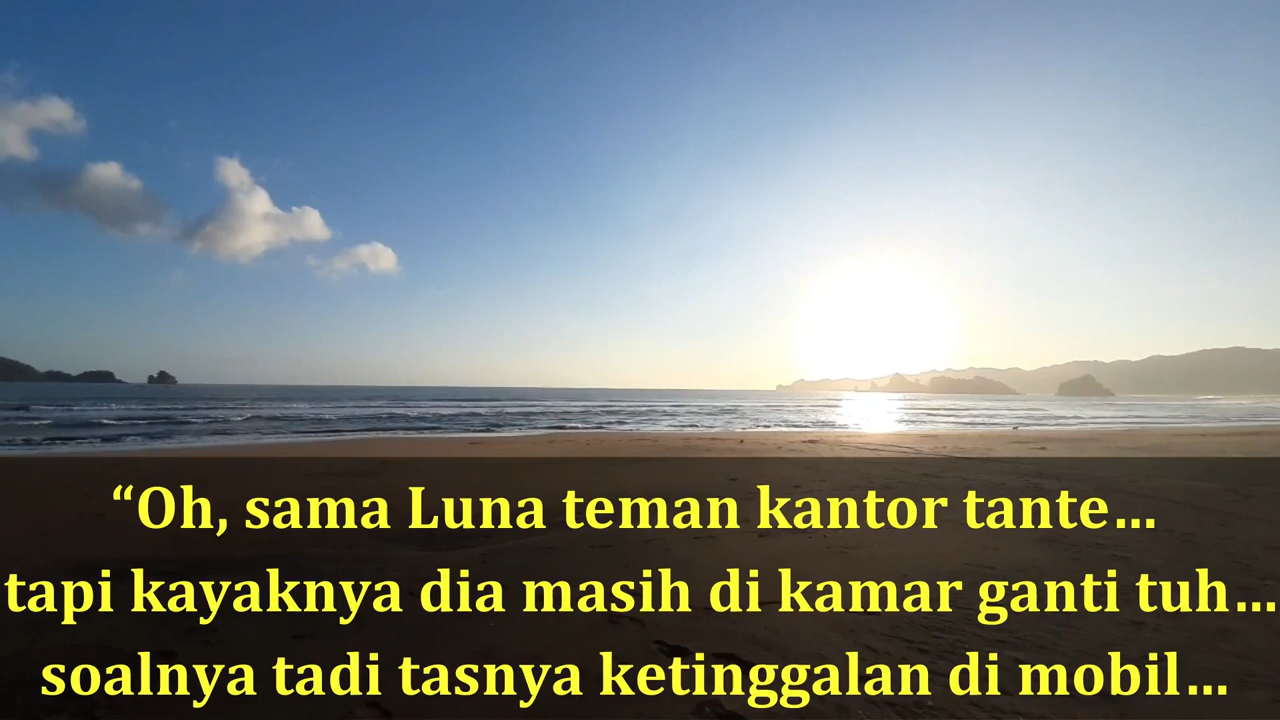 “Oh, sama Luna teman kantor tante...
tapi kayaknya dia masih di kamar ganti tuh...
soalnya tadi tasnya ketinggalan di mobil...